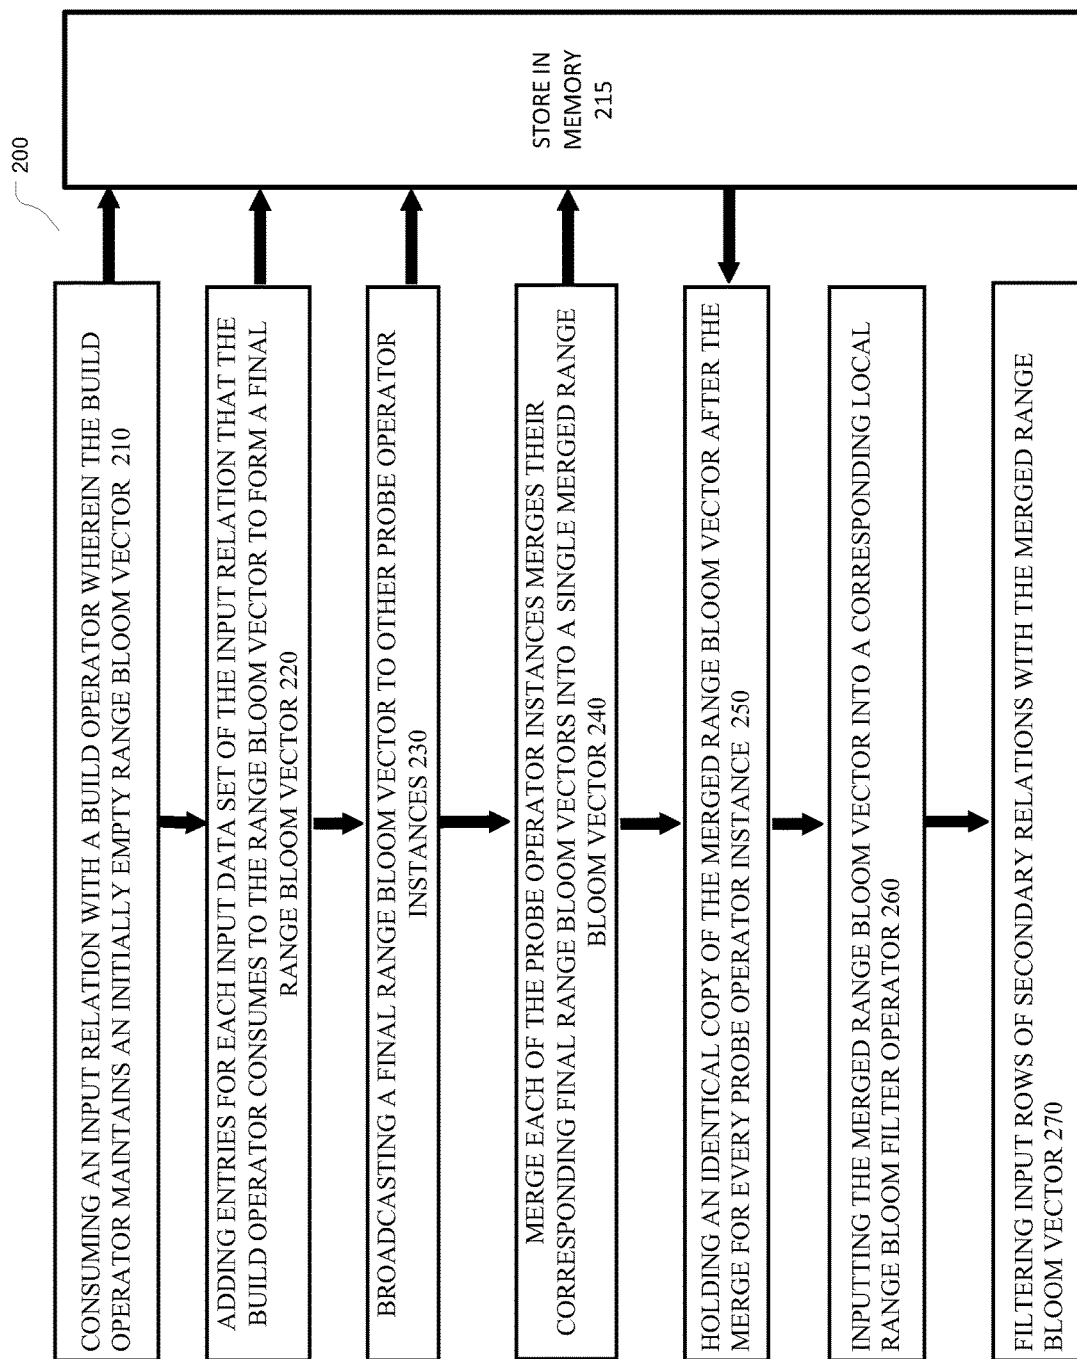 200
CONSUMING AN INPUT RELATION WITH A BUILD OPERATOR WHEREIN THE BUILD
OPERATOR MAINTAINS AN INITIALLY EMPTY RANGE BLOOM VECTOR 210
ADDING ENTRIES FOR EACH INPUT DATA SET OF THE INPUT RELATION THAT THE
BUILD OPERATOR CONSUMES TO THE RANGE BLOOM VECTOR TO FORM A FINAL
RANGE BLOOM VECTOR 220
BROADCASTING A FINAL RANGE BLOOM VECTOR TO OTHER PROBE OPERATOR
INSTANCES 230
MERGE EACH OF THE PROBE OPERATOR INSTANCES MERGES THEIR
CORRESPONDING FINAL RANGE BLOOM VECTORS INTO A SINGLE MERGED RANGE
BLOOM VECTOR 240
HOLDING AN IDENTICAL COPY OF THE MERGED RANGE BLOOM VECTOR AFTER THE
MERGE FOR EVERY PROBE OPERATOR INSTANCE 250
INPUTTING THE MERGED RANGE BLOOM VECTOR INTO A CORRESPONDING LOCAL
RANGE BLOOM FILTER OPERATOR 260
FILTERING INPUT ROWS OF SECONDARY RELATIONS WITH THE MERGED RANGE
BLOOM VECTOR 270
STORE IN
MEMORY
215